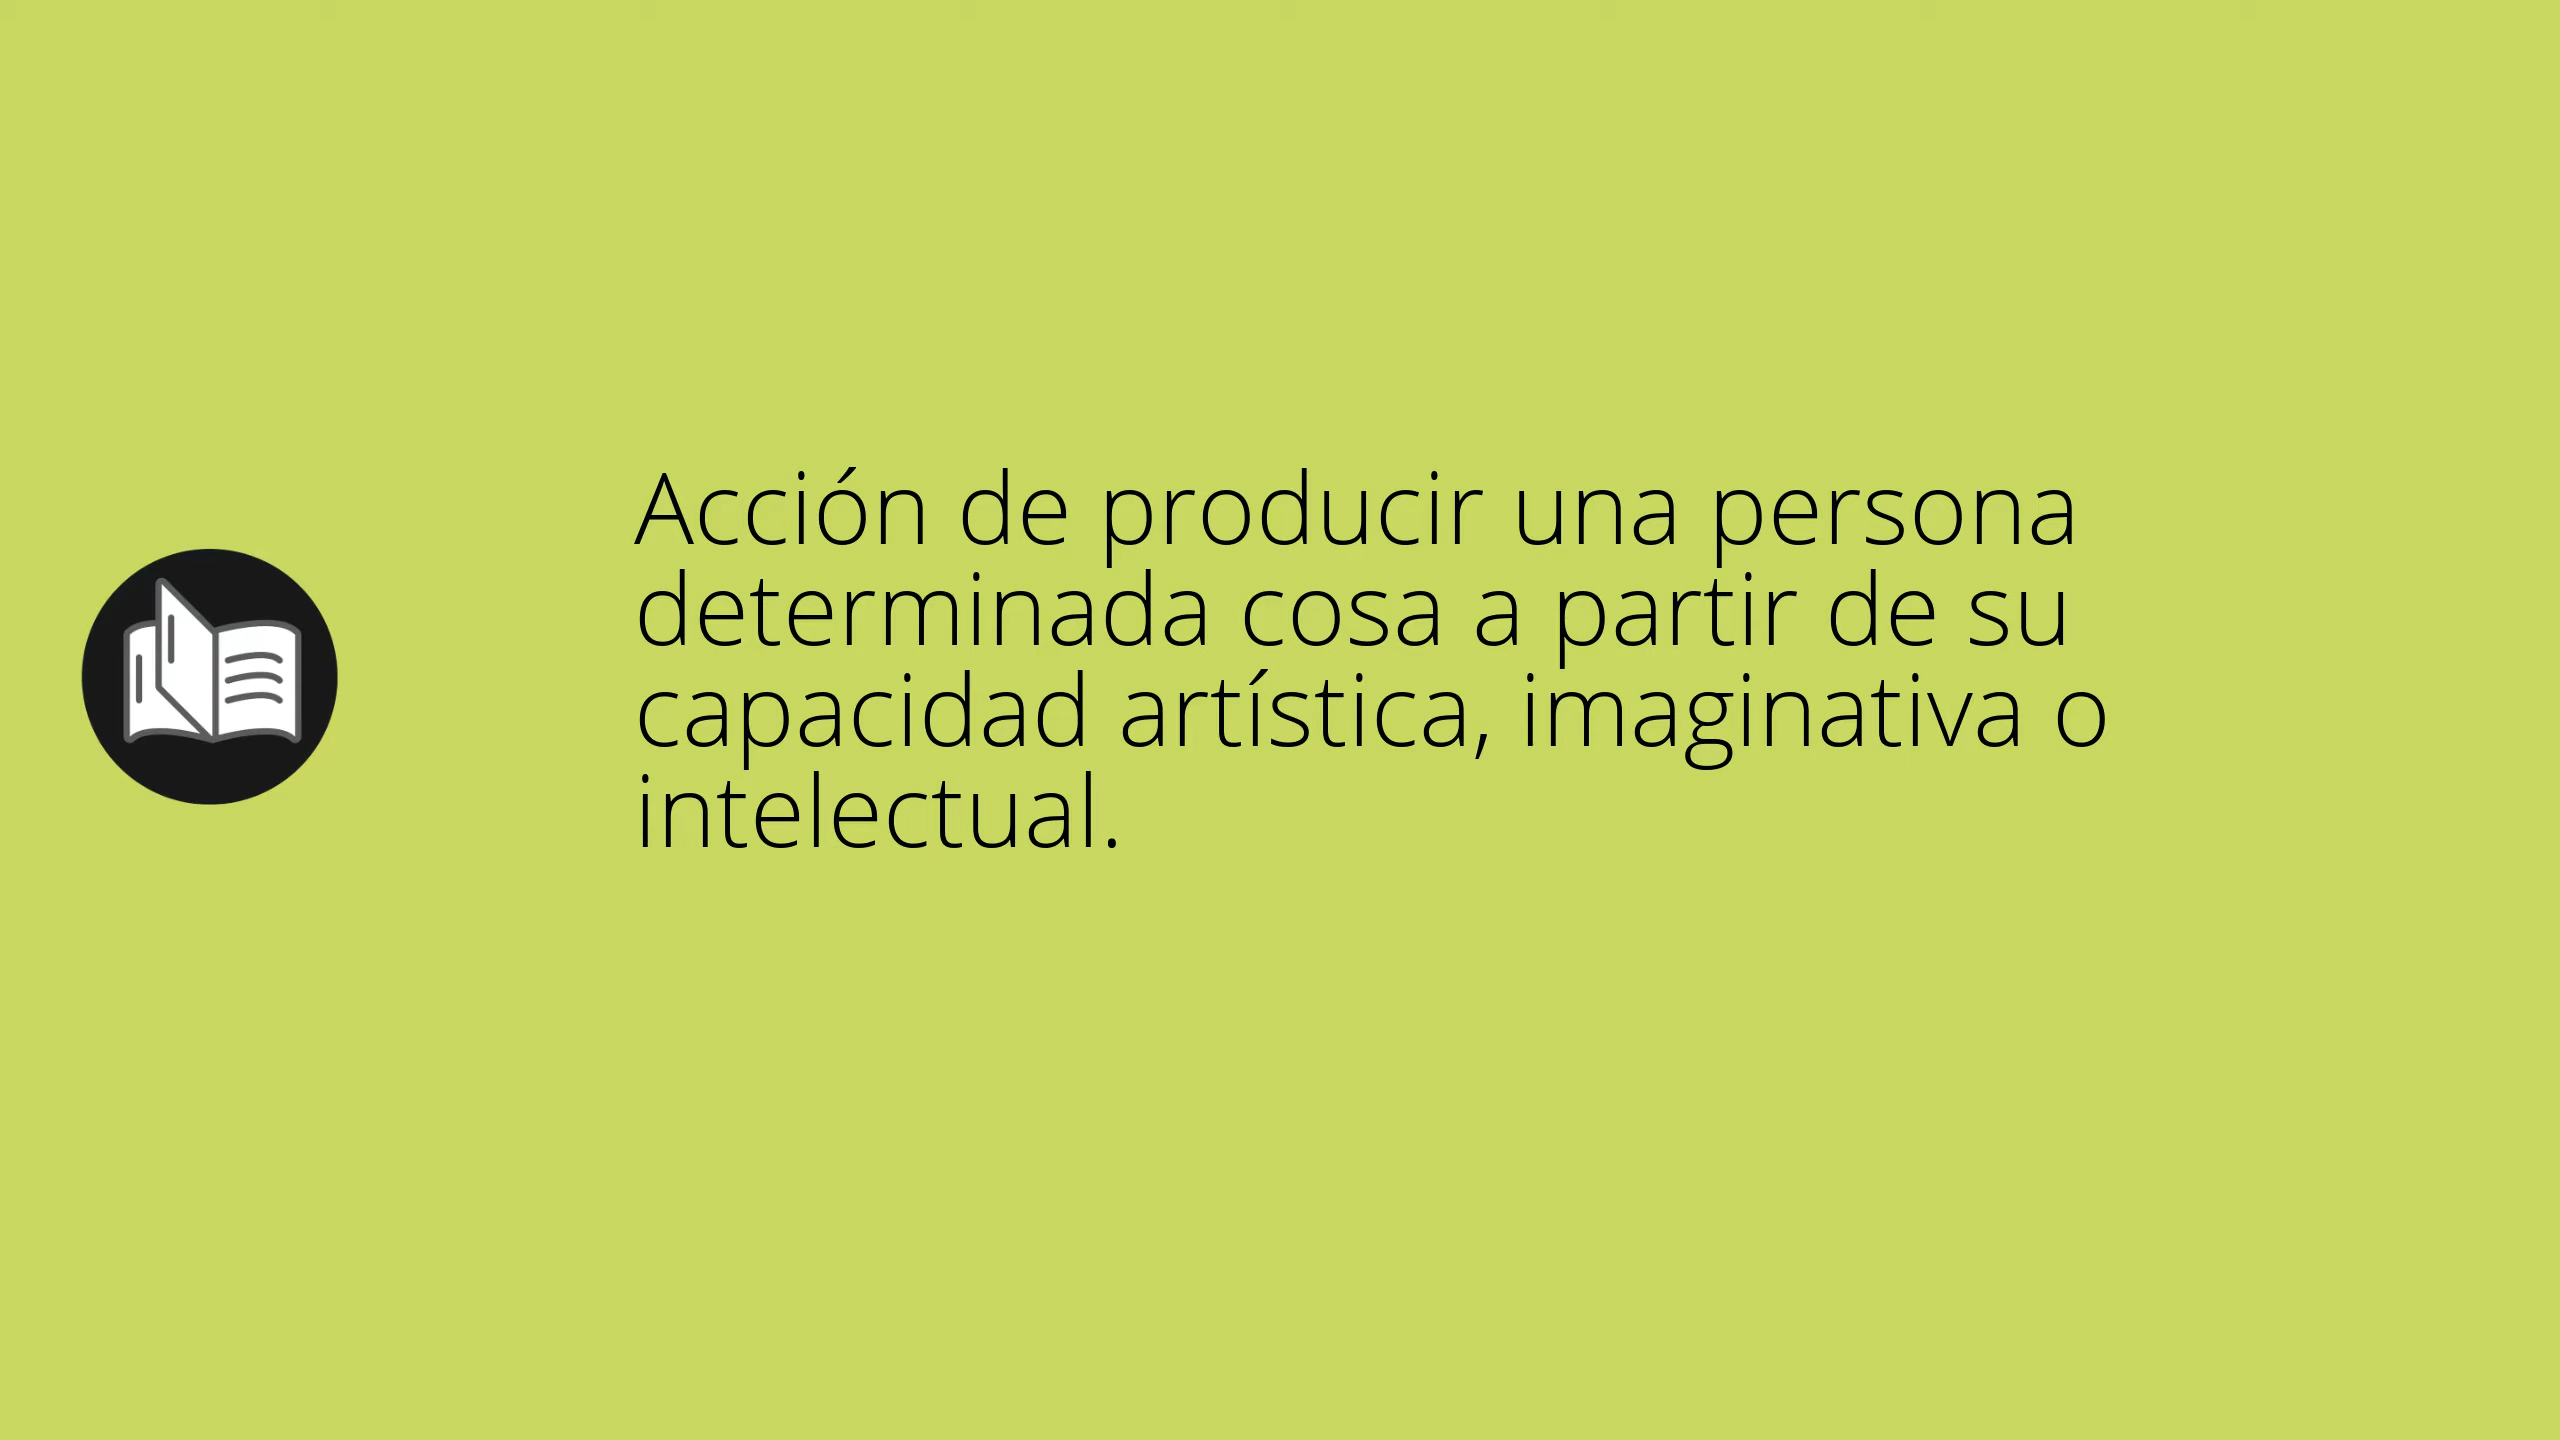 Acción de producir una persona
determinada cosa a partir de su
capacidad artística, imaginativa o
intelectual.